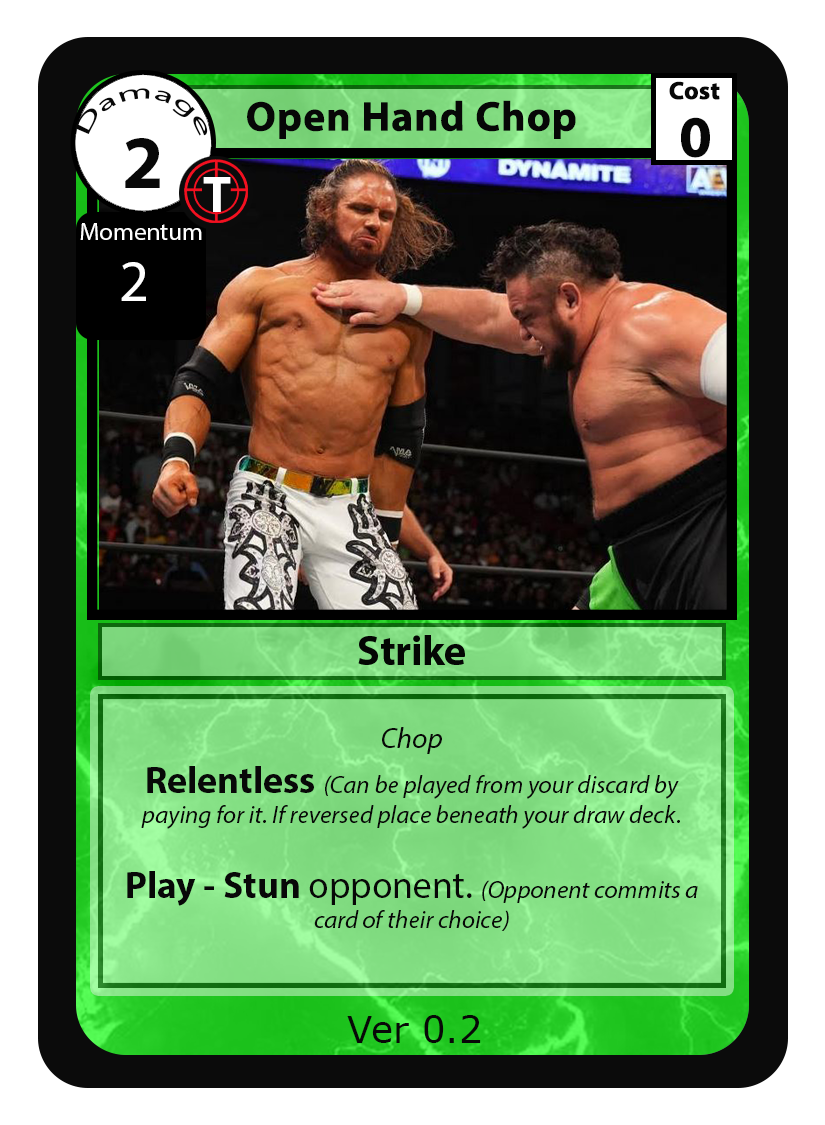 Damage
2
T
Open Hand Chop
Cost
0
Momentum
2
DYNAMITE
AE
Strike
Chop
Relentless (Can be played from your discard by
paying for it. If reversed place beneath your draw deck.
Play - Stun opponent. (Opponent commits a
card of their choice)
Ver 0.2